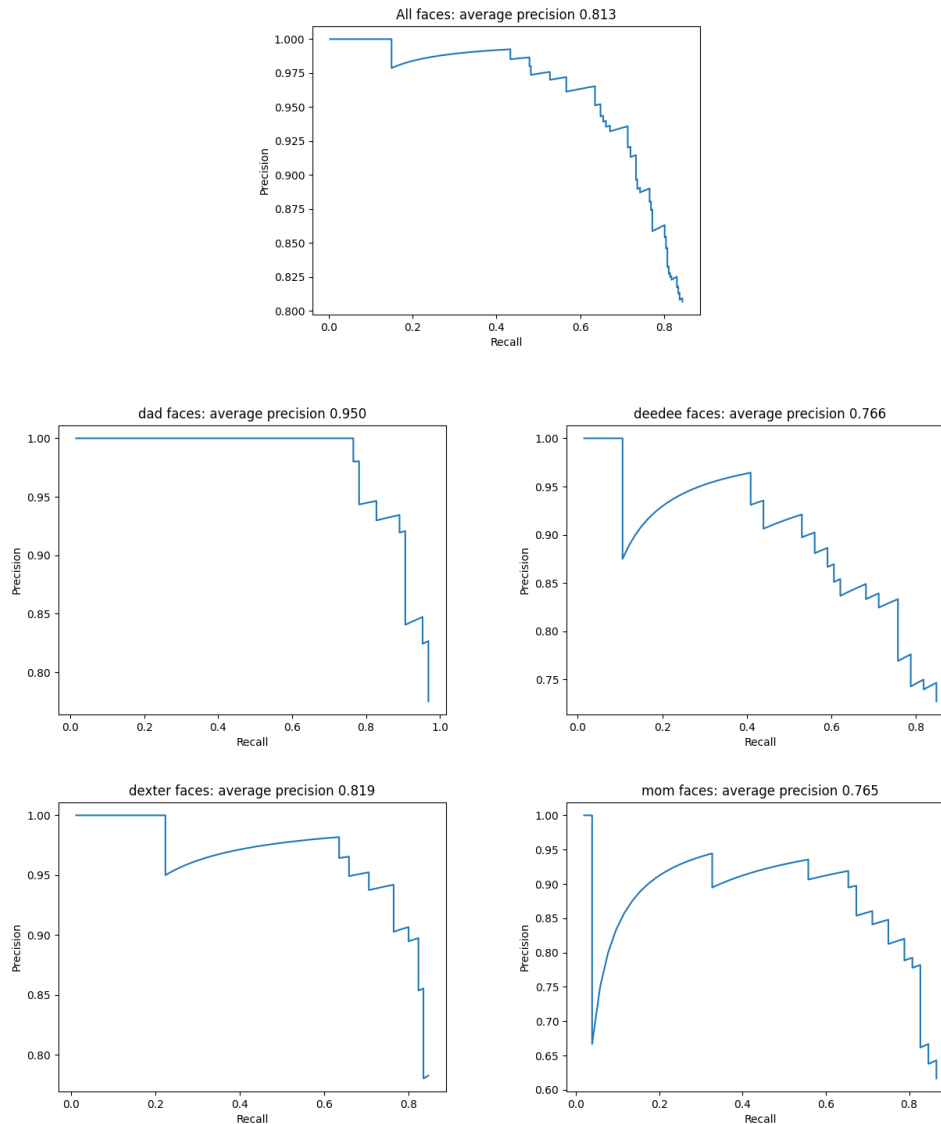 All faces: average precision 0.813
1.000
0.975
0.950
0.925
0.900
0.875
0.850
0.825
0.800
Precision
0.0 0.2 0.4 0.6 0.8
Recall
dad faces: average precision 0.950
1.00
0.95
0.90
0.85
0.80
Precision
0.0 0.2 0.4 0.6 0.8 1.0
Recall
deedee faces: average precision 0.766
1.00
0.95
0.90
0.85
0.80
0.75
Precision
0.2 0.4 0.6 0.8
0.0
Recall
dexter faces: average precision 0.819
1.00
0.95
0.90
0.85
0.80
Precision
0.0 0.2 0.4 0.6 0.8
Recall
mom faces: average precision 0.765
1.00
0.95
0.90
0.85
0.80
0.75
0.70
0.65
0.60
Precision
0.0 0.2 0.4 0.6 0.8
Recall